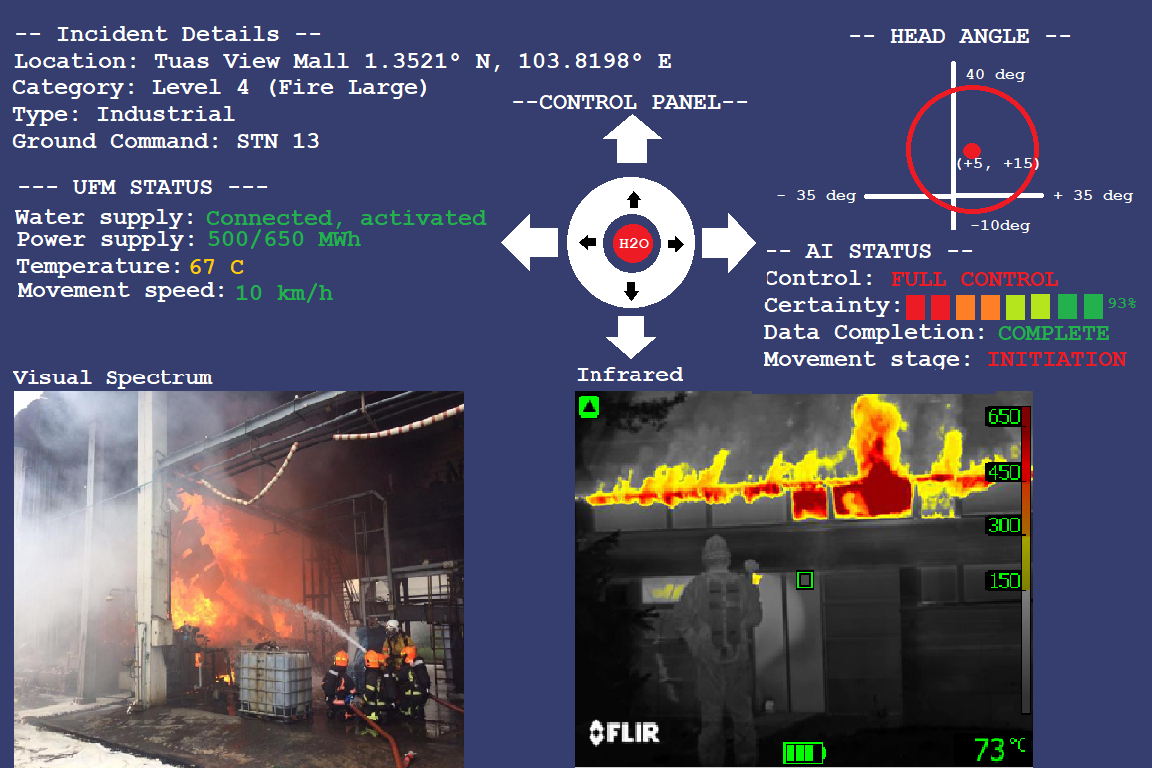 -- Incident Details --
Location: Tuas View Mall 1.3521° N, 103.8198° E
Category: Level 4 (Fire Large)
Type: Industrial
Ground Command: STN 13
--- UFM STATUS ---
Water supply: Connected, activated
Power supply: 500/650 MWh
Temperature: 67 C
Movement speed: 10 km/h
--CONTROL PANEL--
H2O
-- HEAD ANGLE --
40 deg
(+5, +15)
- 35 deg
+ 35 deg
-10deg
-- AI STATUS --
Control: FULL CONTROL
Certainty: 93%
Data Completion: COMPLETE
Movement stage: INITIATION
Visual Spectrum
Infrared
650
450
300
150
FLIR
73 °C